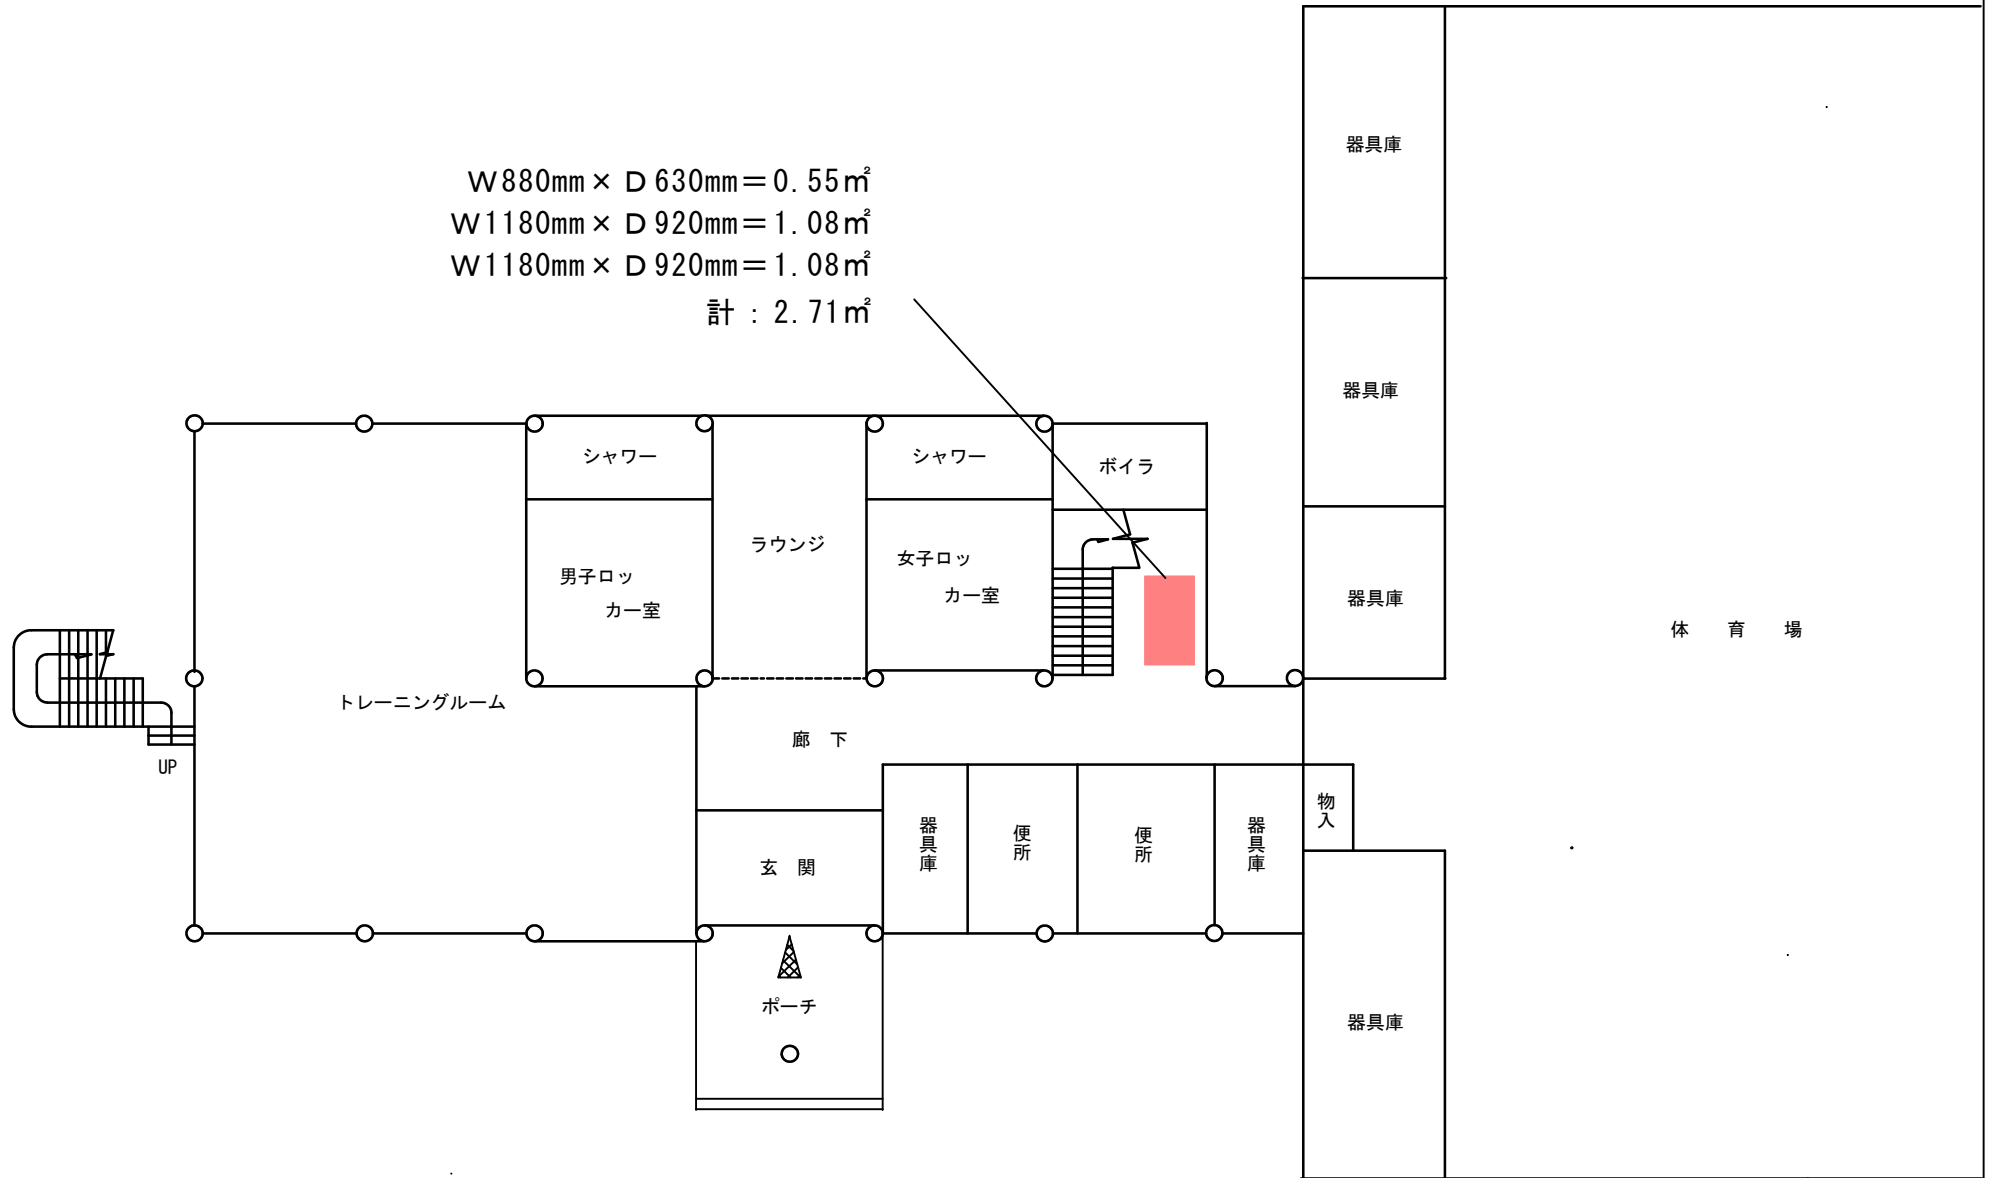 W880mm×D630mm=0.55㎡
W1180mm×D920mm=1.08㎡
W1180mm×D920mm=1.08㎡
計:2.71㎡
器具庫
器具庫
シャワー
シャワー
ボイラ
ラウンジ
女子ロッ
カー室
男子ロッ
カー室
器具庫
体 育 場
トレーニングルーム
廊 下
UP
物入
器具庫
便所
便所
器具庫
玄 関
ポーチ
器具庫